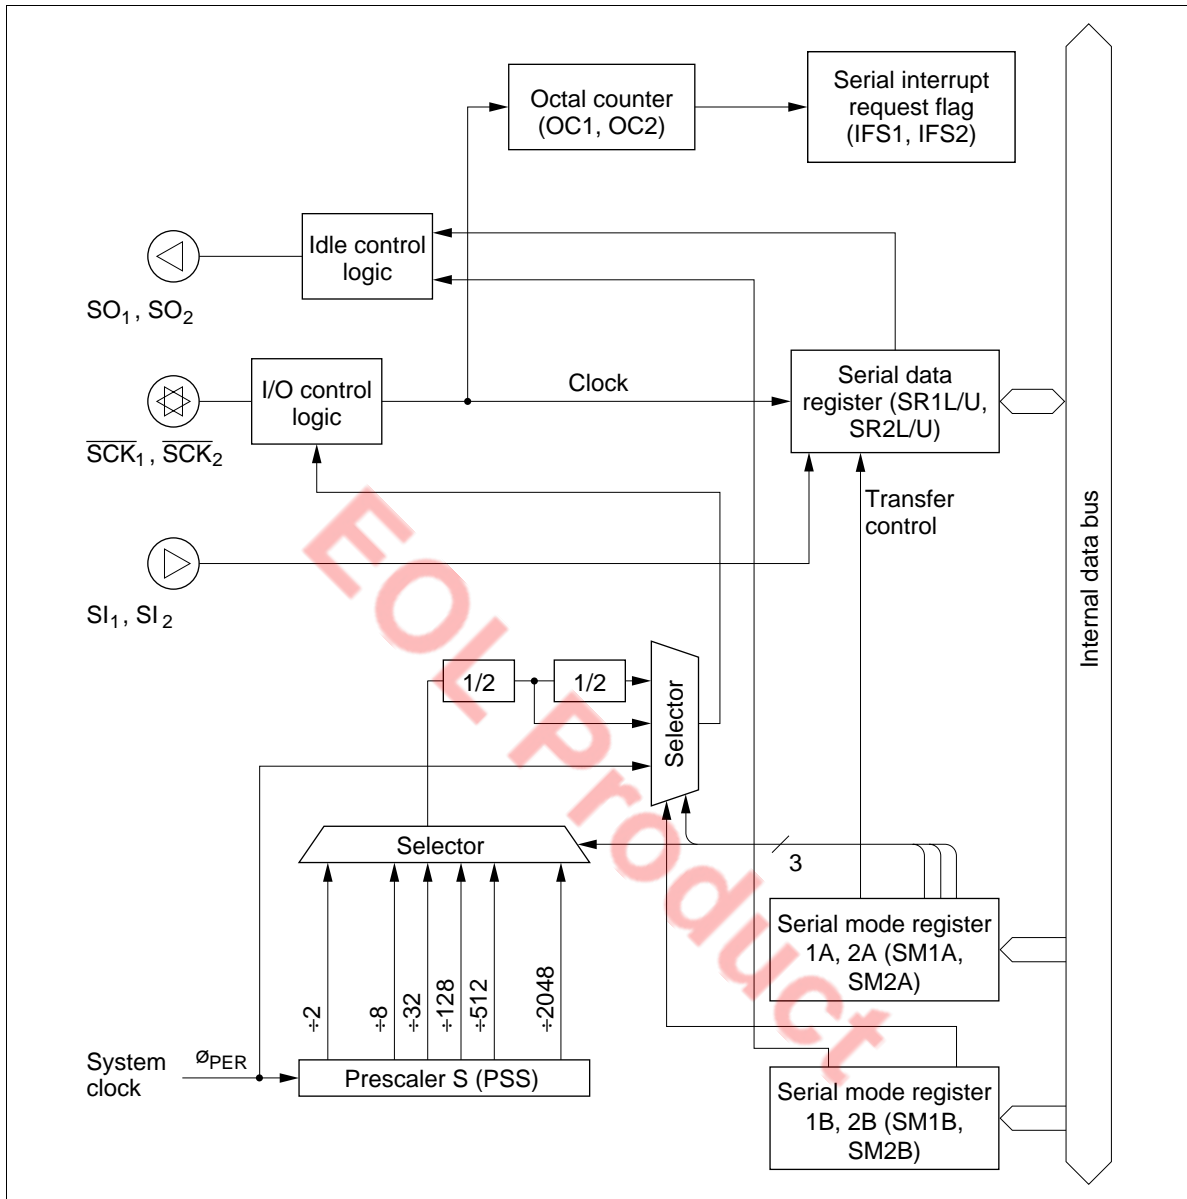 Octal counter
(OC1, OC2)
Serial interrupt
request flag
(IFS1, IFS2)
Idle control
logic
SO1, SO2
I/O control
logic
Clock
Serial data
register (SR1L/U,
SR2L/U)
SCK1, SCK2
Transfer
control
SI1, SI2
Internal data bus
1/2
1/2
Selector
Selector
3
Serial mode register
1A, 2A (SM1A,
SM2A)
÷2
÷8
÷32
÷128
÷512
÷2048
System
clock
øPER
Prescaler S (PSS)
Serial mode register
1B, 2B (SM1B,
SM2B)
EOL Product